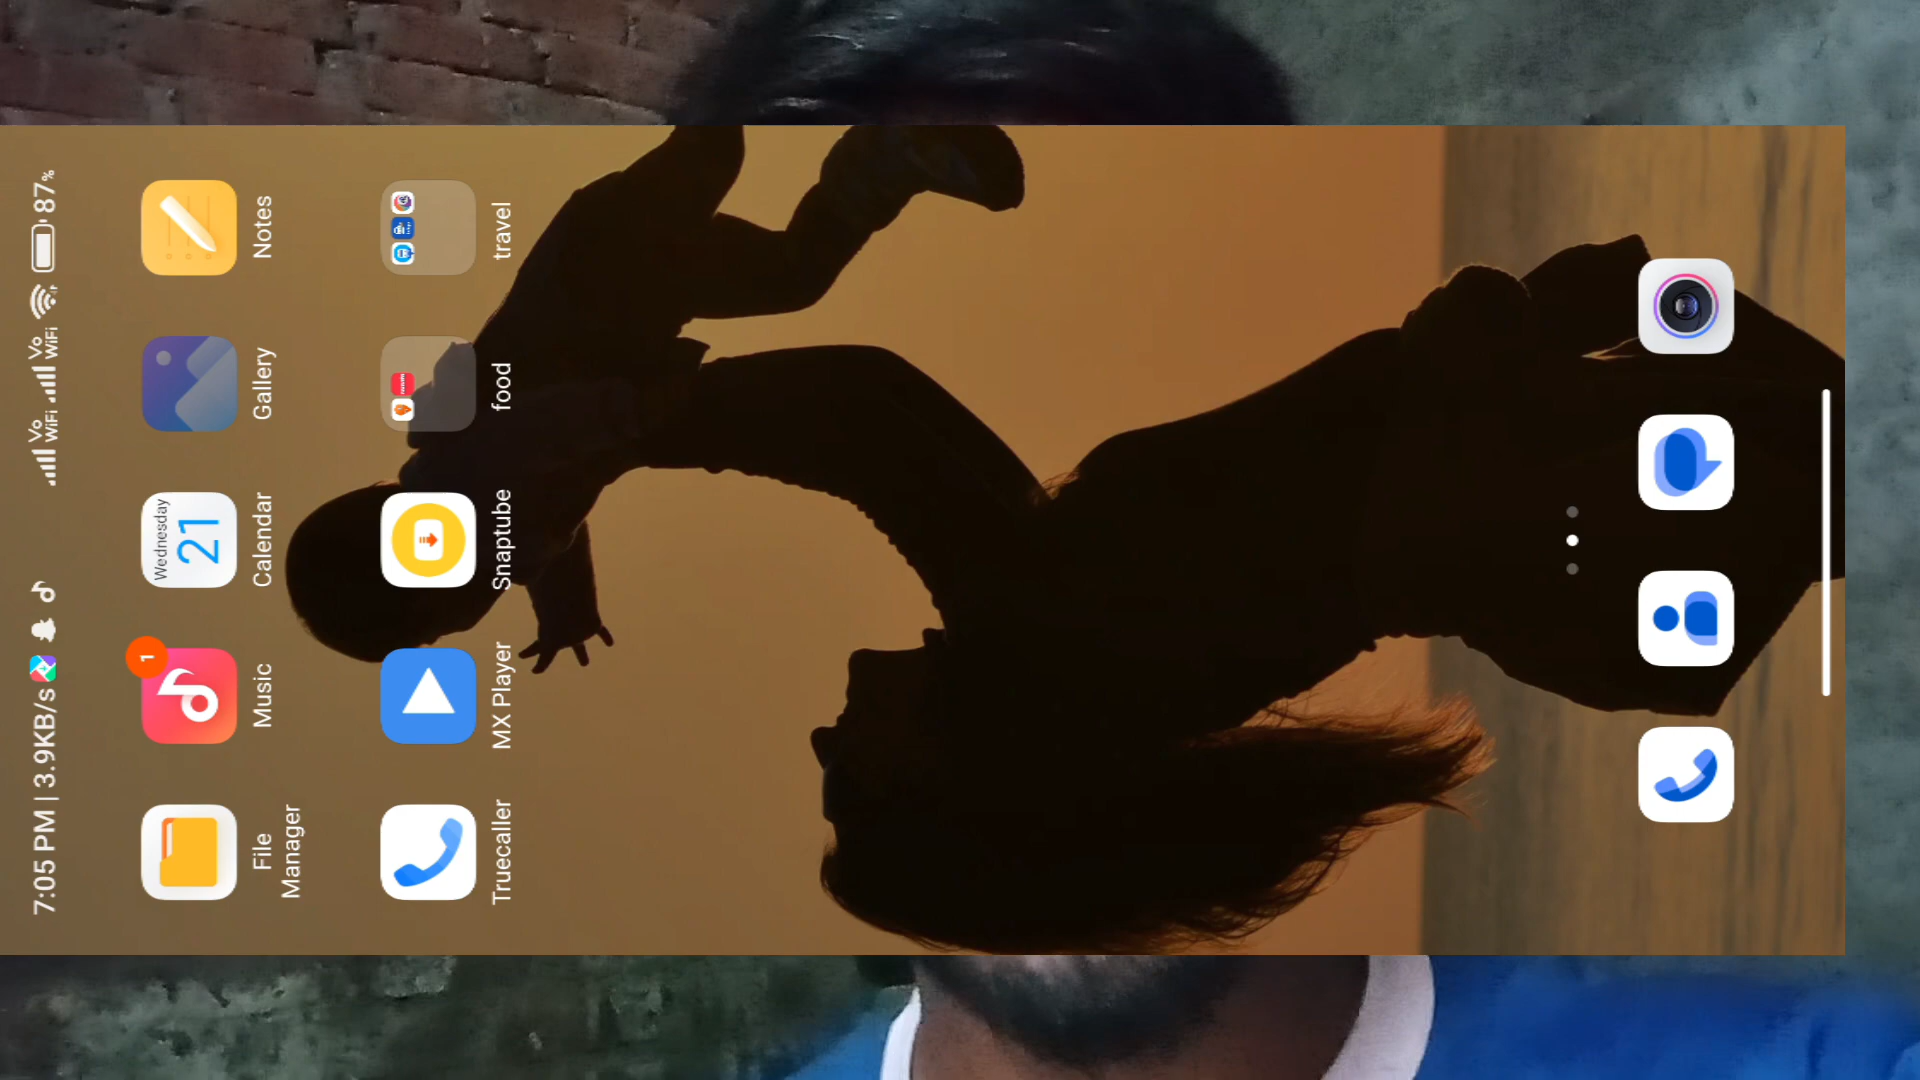 7:05 PM | 3.9KB/s
Vo WiFi Vo WiFi 87%
1
Wednesday
21
File Manager
Music
Calendar
Gallery
Notes
Truecaller
MX Player
Snaptube
food
travel